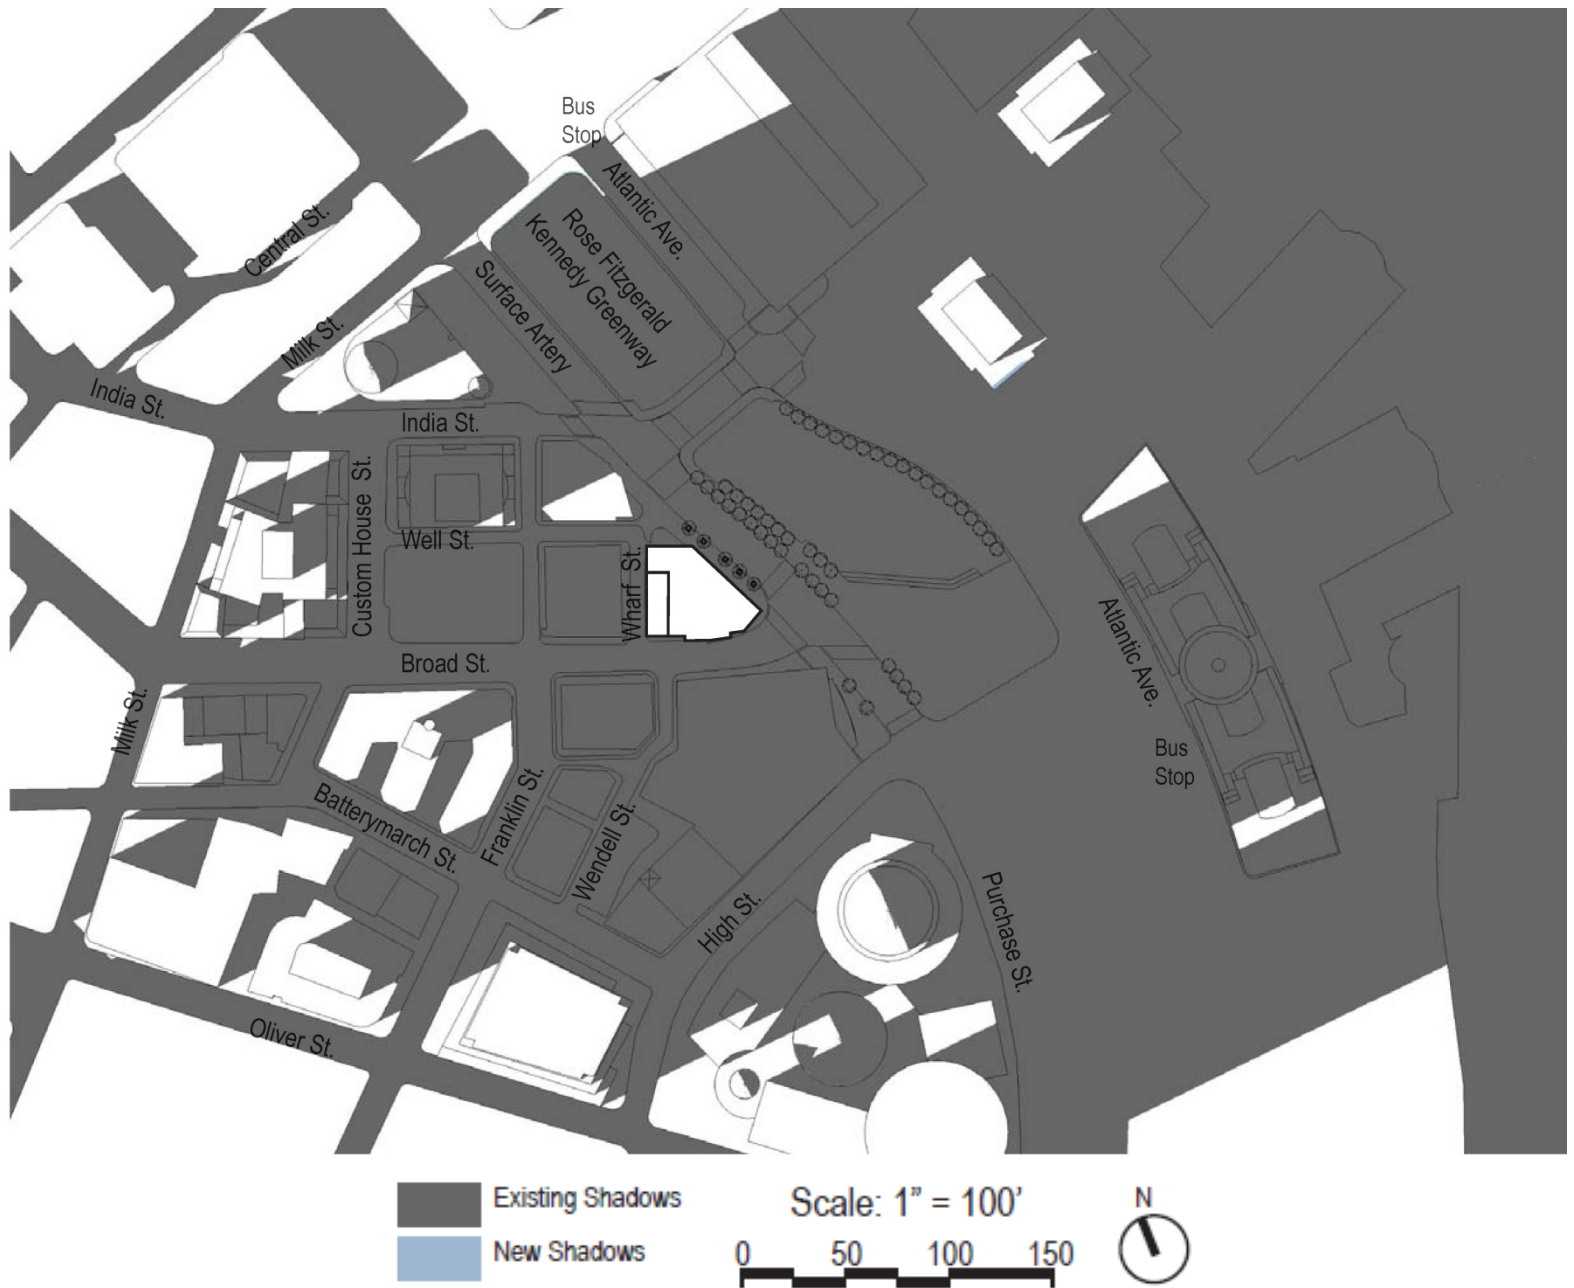 Bus
Stop
Atlantic Ave.
Rose Fitzgerald
Kennedy Greenway
Central St.
Surface Artery
Milk St.
India St.
India St.
Custom House St.
Well St.
Wharf St.
Broad St.
Atlantic Ave.
Milk St.
Bus
Stop
Batterymarch St.
Franklin St.
Wendell St.
High St.
Purchase St.
Oliver St.
Existing Shadows
New Shadows
Scale: 1” = 100’
0 50 100 150
N